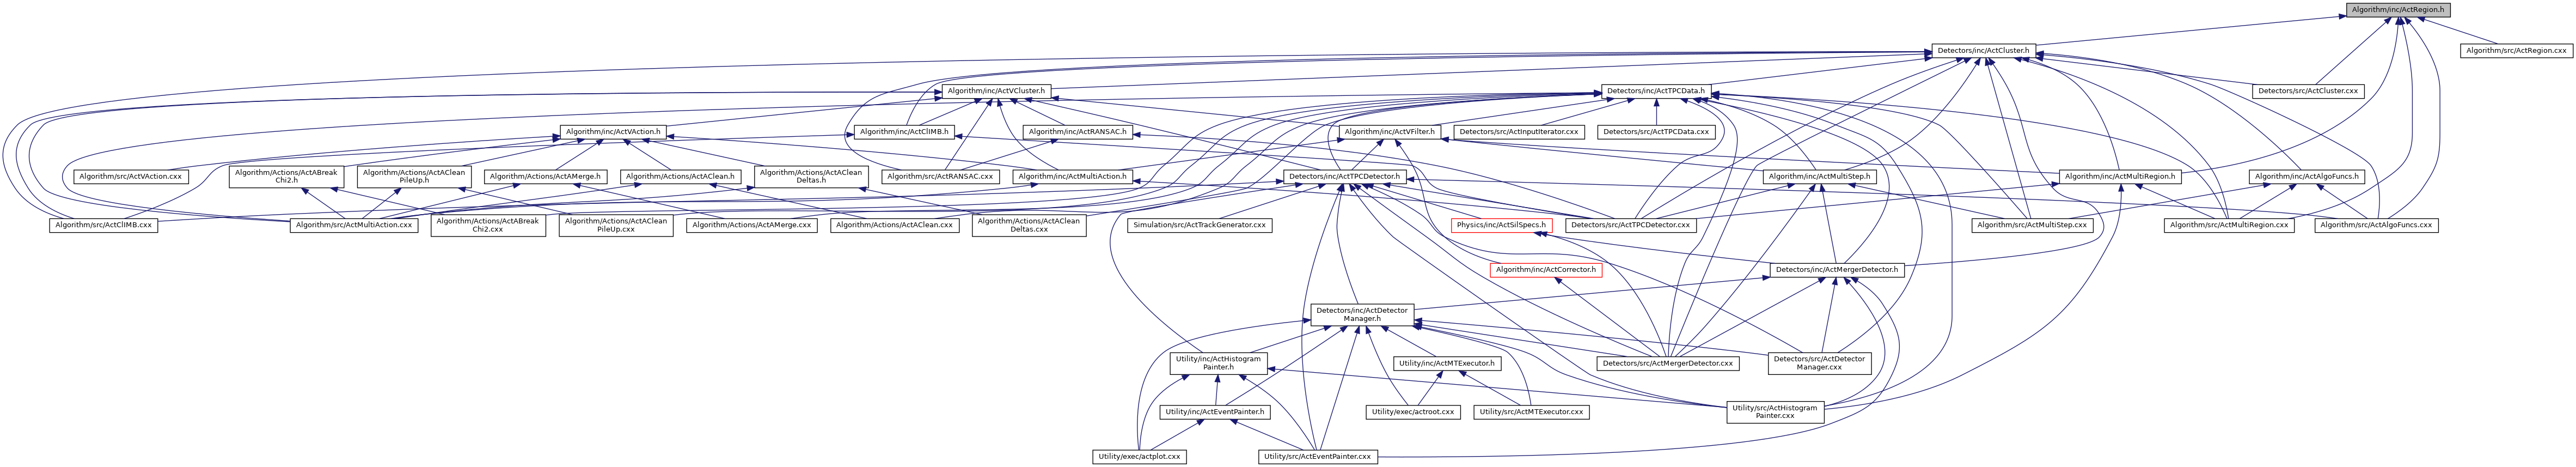 Algorithm/inc/ActRegion.h
Detectors/inc/ActCluster.h
Algorithm/src/ActRegion.cxx
Algorithm/inc/ActVCluster.h
Detectors/inc/ActTPCData.h
Detectors/src/ActCluster.cxx
Algorithm/inc/ActVAction.h
Algorithm/inc/ActClIMB.h
Algorithm/inc/ActRANSAC.h
Algorithm/inc/ActVFilter.h
Detectors/src/ActInputIterator.cxx
Detectors/src/ActTPCData.cxx
Algorithm/src/ActVAction.cxx
Algorithm/Actions/ActABreak
Chi2.h
Algorithm/Actions/ActAClean
PileUp.h
Algorithm/Actions/ActAMerge.h
Algorithm/Actions/ActAClean.h
Algorithm/Actions/ActAClean
Deltas.h
Algorithm/src/ActRANSAC.cxx
Algorithm/inc/ActMultiAction.h
Detectors/inc/ActTPCDetector.h
Algorithm/inc/ActMultiStep.h
Algorithm/inc/ActMultiRegion.h
Algorithm/inc/ActAlgoFuncs.h
Algorithm/src/ActClIMB.cxx
Algorithm/src/ActMultiAction.cxx
Algorithm/Actions/ActABreak
Chi2.cxx
Algorithm/Actions/ActAClean
PileUp.cxx
Algorithm/Actions/ActAMerge.cxx
Algorithm/Actions/ActAClean.cxx
Algorithm/Actions/ActAClean
Deltas.cxx
Simulation/src/ActTrackGenerator.cxx
Physics/inc/ActSilSpecs.h
Detectors/src/ActTPCDetector.cxx
Algorithm/src/ActMultiStep.cxx
Algorithm/src/ActMultiRegion.cxx
Algorithm/src/ActAlgoFuncs.cxx
Algorithm/inc/ActCorrector.h
Detectors/inc/ActMergerDetector.h
Detectors/inc/ActDetector
Manager.h
Utility/inc/ActHistogram
Painter.h
Utility/inc/ActMTExecutor.h
Detectors/src/ActMergerDetector.cxx
Detectors/src/ActDetector
Manager.cxx
Utility/inc/ActEventPainter.h
Utility/exec/actroot.cxx
Utility/src/ActMTExecutor.cxx
Utility/src/ActHistogram
Painter.cxx
Utility/exec/actplot.cxx
Utility/src/ActEventPainter.cxx